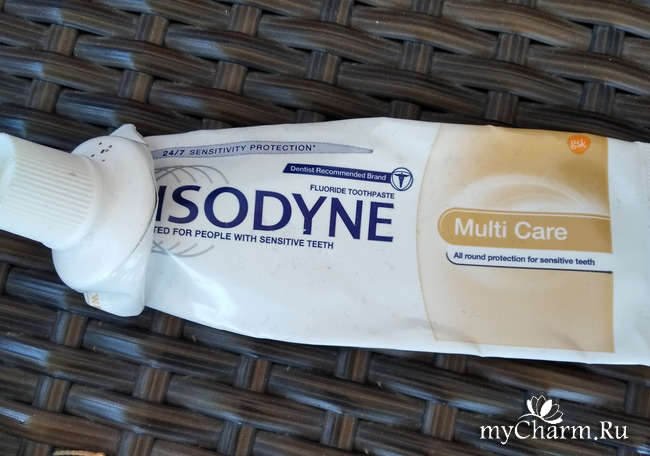 24/7 SENSITIVITY PROTECTION*
Dentist Recommended Brand
FLUORIDE TOOTHPASTE
ISODYNE
TED FOR PEOPLE WITH SENSITIVE TEETH
gsk
Multi Care
All round protection for sensitive teeth
myCharm.Ru